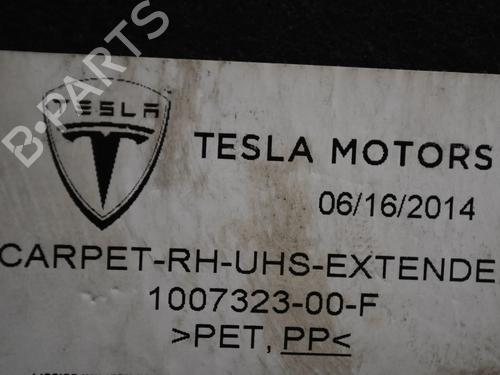 TESLA
TESLA MOTORS
06/16/2014
CARPET-RH-UHS-EXTENDE
1007323-00-F
>PET, PP<
B-PARTS